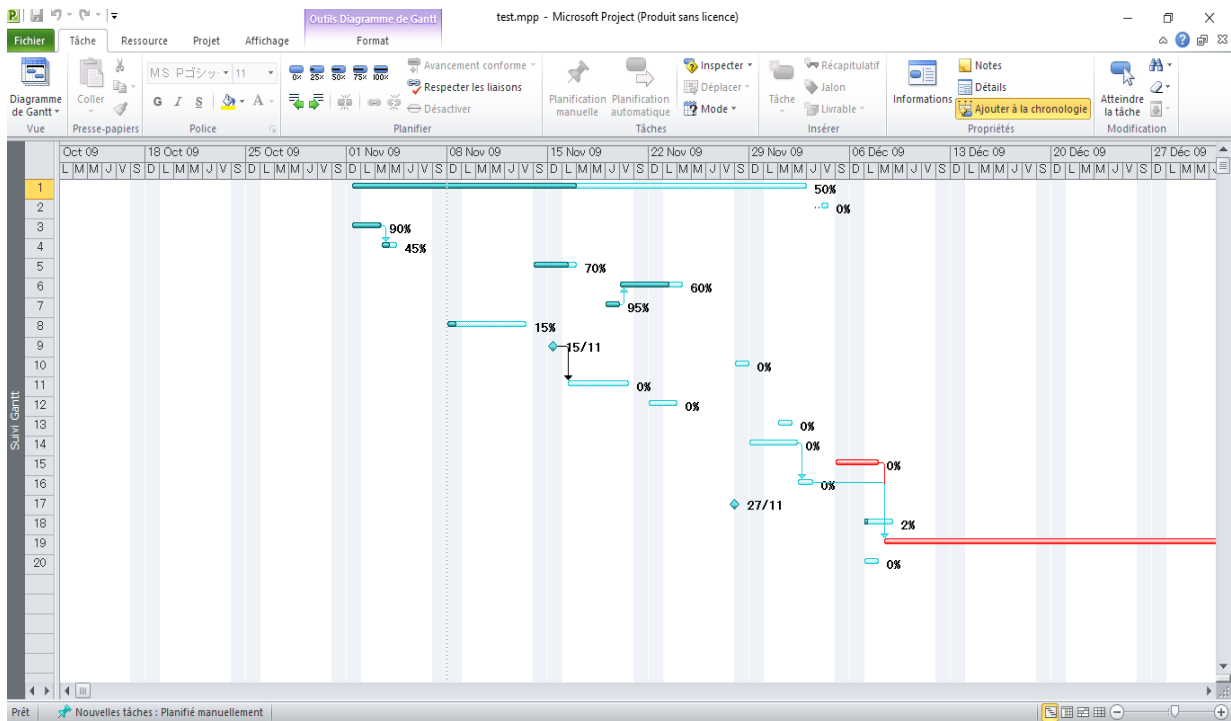 Outils Diagramme de Gantt
test.mpp - Microsoft Project (Produit sans licence)
Fichier Tâche Ressource Projet Affichage Format
Diagramme de Gantt
Vue
Coller
Presse-papiers
MS Pゴシッ 11
G I S A
Police
0% 25% 50% 75% 100%
Avancement conforme
Respecter les liaisons
Désactiver
Planifier
Planification manuelle
Planification automatique
Inspecter
Déplacer
Mode
Tâches
Tâche
Récapitulatif
Jalon
Livrable
Insérer
Informations
Notes
Détails
Ajouter à la chronologie
Propriétés
Atteindre la tâche
Modification
Oct 09 18 Oct 09 25 Oct 09 01 Nov 09 08 Nov 09 15 Nov 09 22 Nov 09 29 Nov 09 06 Déc 09 13 Déc 09 20 Déc 09 27 Déc 09
L M M J V S D L M M J V S D L M M J V S D L M M J V S D L M M J V S D L M M J V S D L M M J V S D L M M J V S D L M M J V S D L M M J V S D L M M J V S D L M M J
1 50%
2 0%
3 90%
4 45%
5 70%
6 60%
7 95%
8 15%
9 15/11
10 0%
11 0%
12 0%
13 0%
14 0%
15 0%
16 0%
17 27/11
18 2%
19
20 0%
Suivi Gantt
Prêt Nouvelles tâches : Planifié manuellement